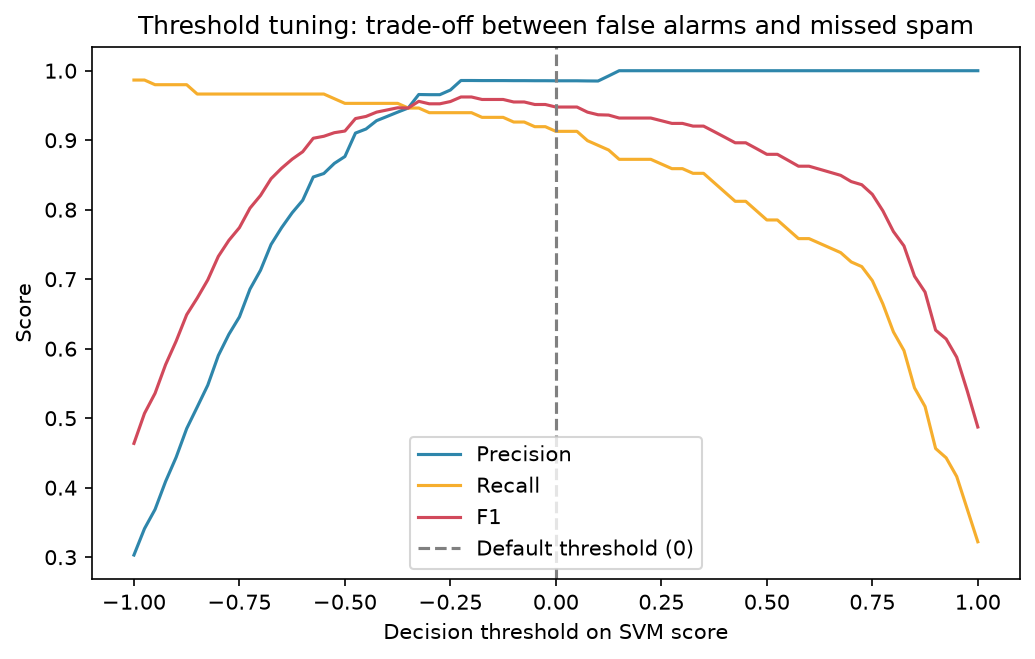 Threshold tuning: trade-off between false alarms and missed spam
1.0
0.9
0.8
0.7
0.6
0.5
0.4
0.3
Score
Precision
Recall
F1
Default threshold (0)
−1.00 −0.75 −0.50 −0.25 0.00 0.25 0.50 0.75 1.00
Decision threshold on SVM score